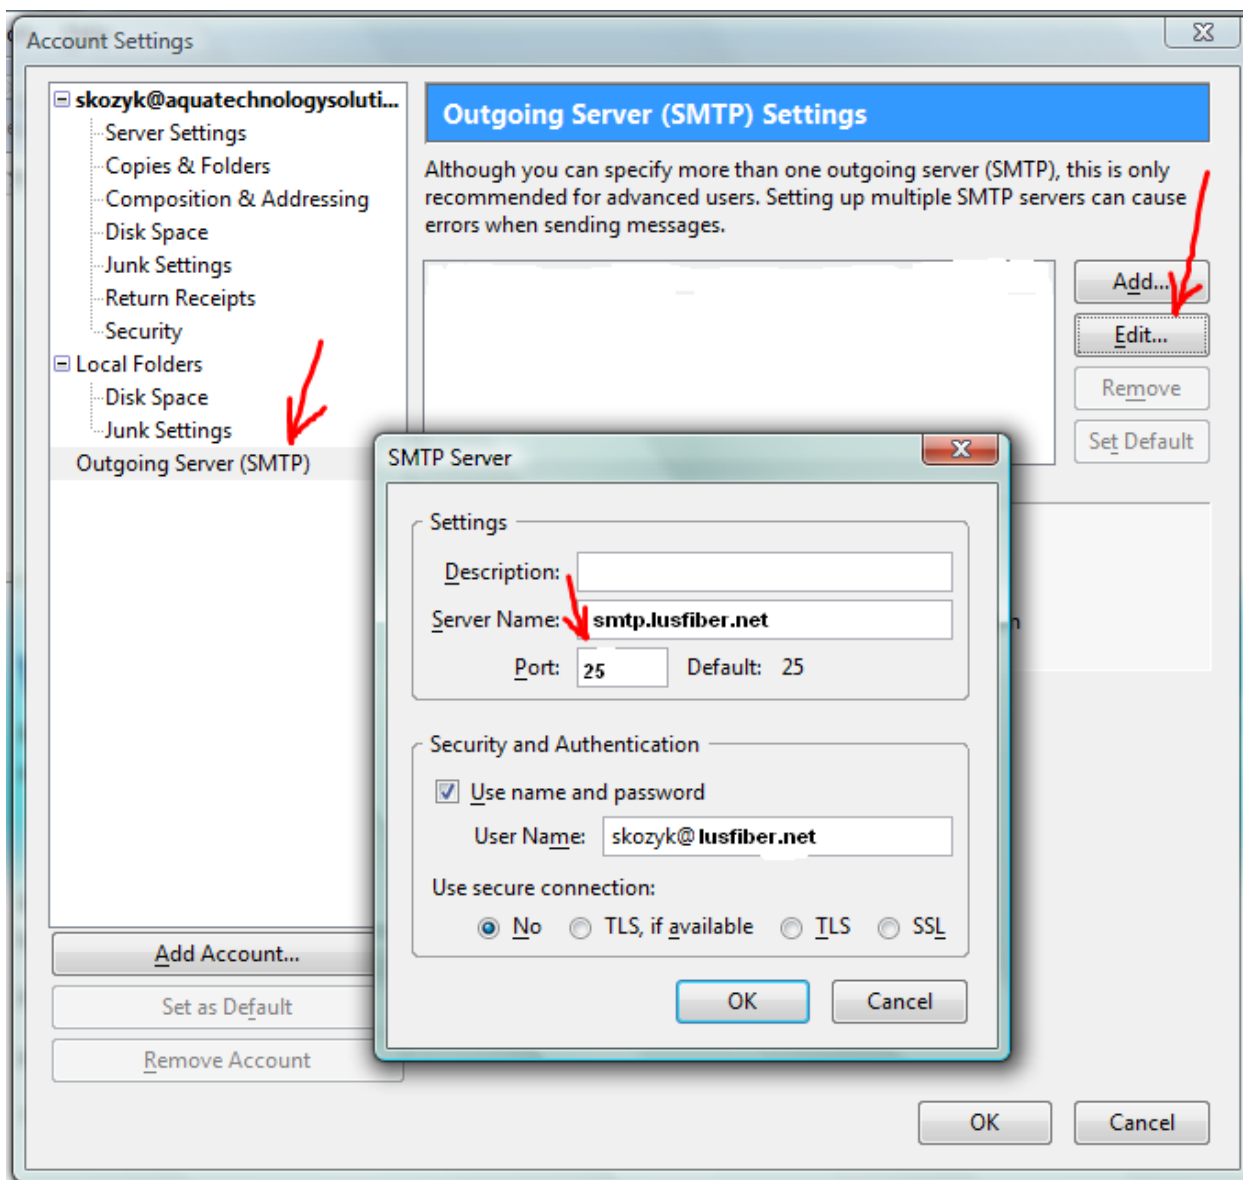 Account Settings
skozyk@aquatechnologysoluti...
Server Settings
Copies & Folders
Composition & Addressing
Disk Space
Junk Settings
Return Receipts
Security
Local Folders
Disk Space
Junk Settings
Outgoing Server (SMTP)
Add Account...
Set as Default
Remove Account
Outgoing Server (SMTP) Settings
Although you can specify more than one outgoing server (SMTP), this is only
recommended for advanced users. Setting up multiple SMTP servers can cause
errors when sending messages.
Add...
Edit...
Remove
Set Default
SMTP Server
Settings
Description:
Server Name: smtp.lusfiber.net
Port: 25 Default: 25
Security and Authentication
Use name and password
User Name: skozyk@lusfiber.net
Use secure connection:
No TLS, if available TLS SSL
OK Cancel
OK Cancel